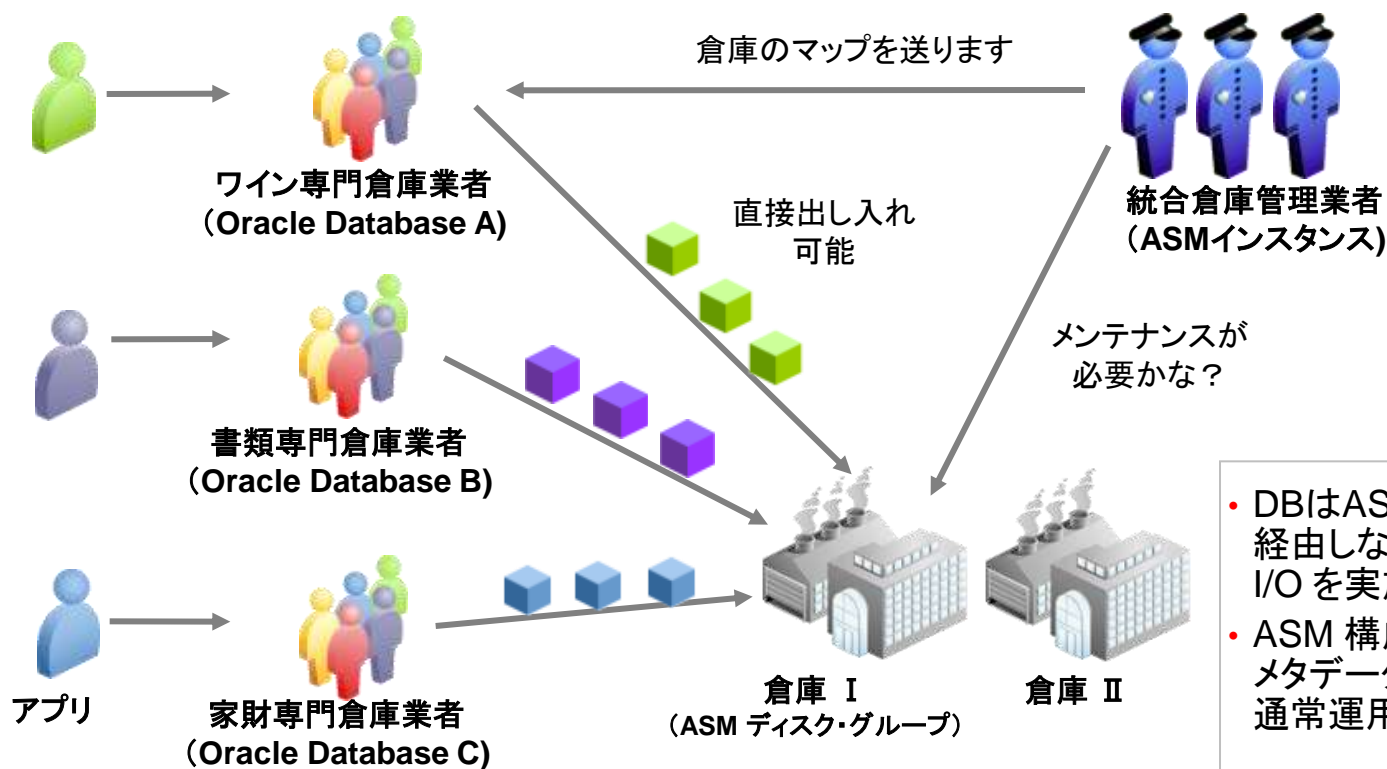 倉庫のマップを送ります
ワイン専門倉庫業者
（Oracle Database A)
統合倉庫管理業者
（ASMインスタンス)
直接出し入れ
可能
メンテナンスが
必要かな？
書類専門倉庫業者
（Oracle Database B)
アプリ
家財専門倉庫業者
（Oracle Database C)
倉庫 Ⅰ
（ASM ディスク・グループ）
倉庫 Ⅱ
• DBはAS
経由しな
I/O を実
• ASM 構
メタデー
通常運用